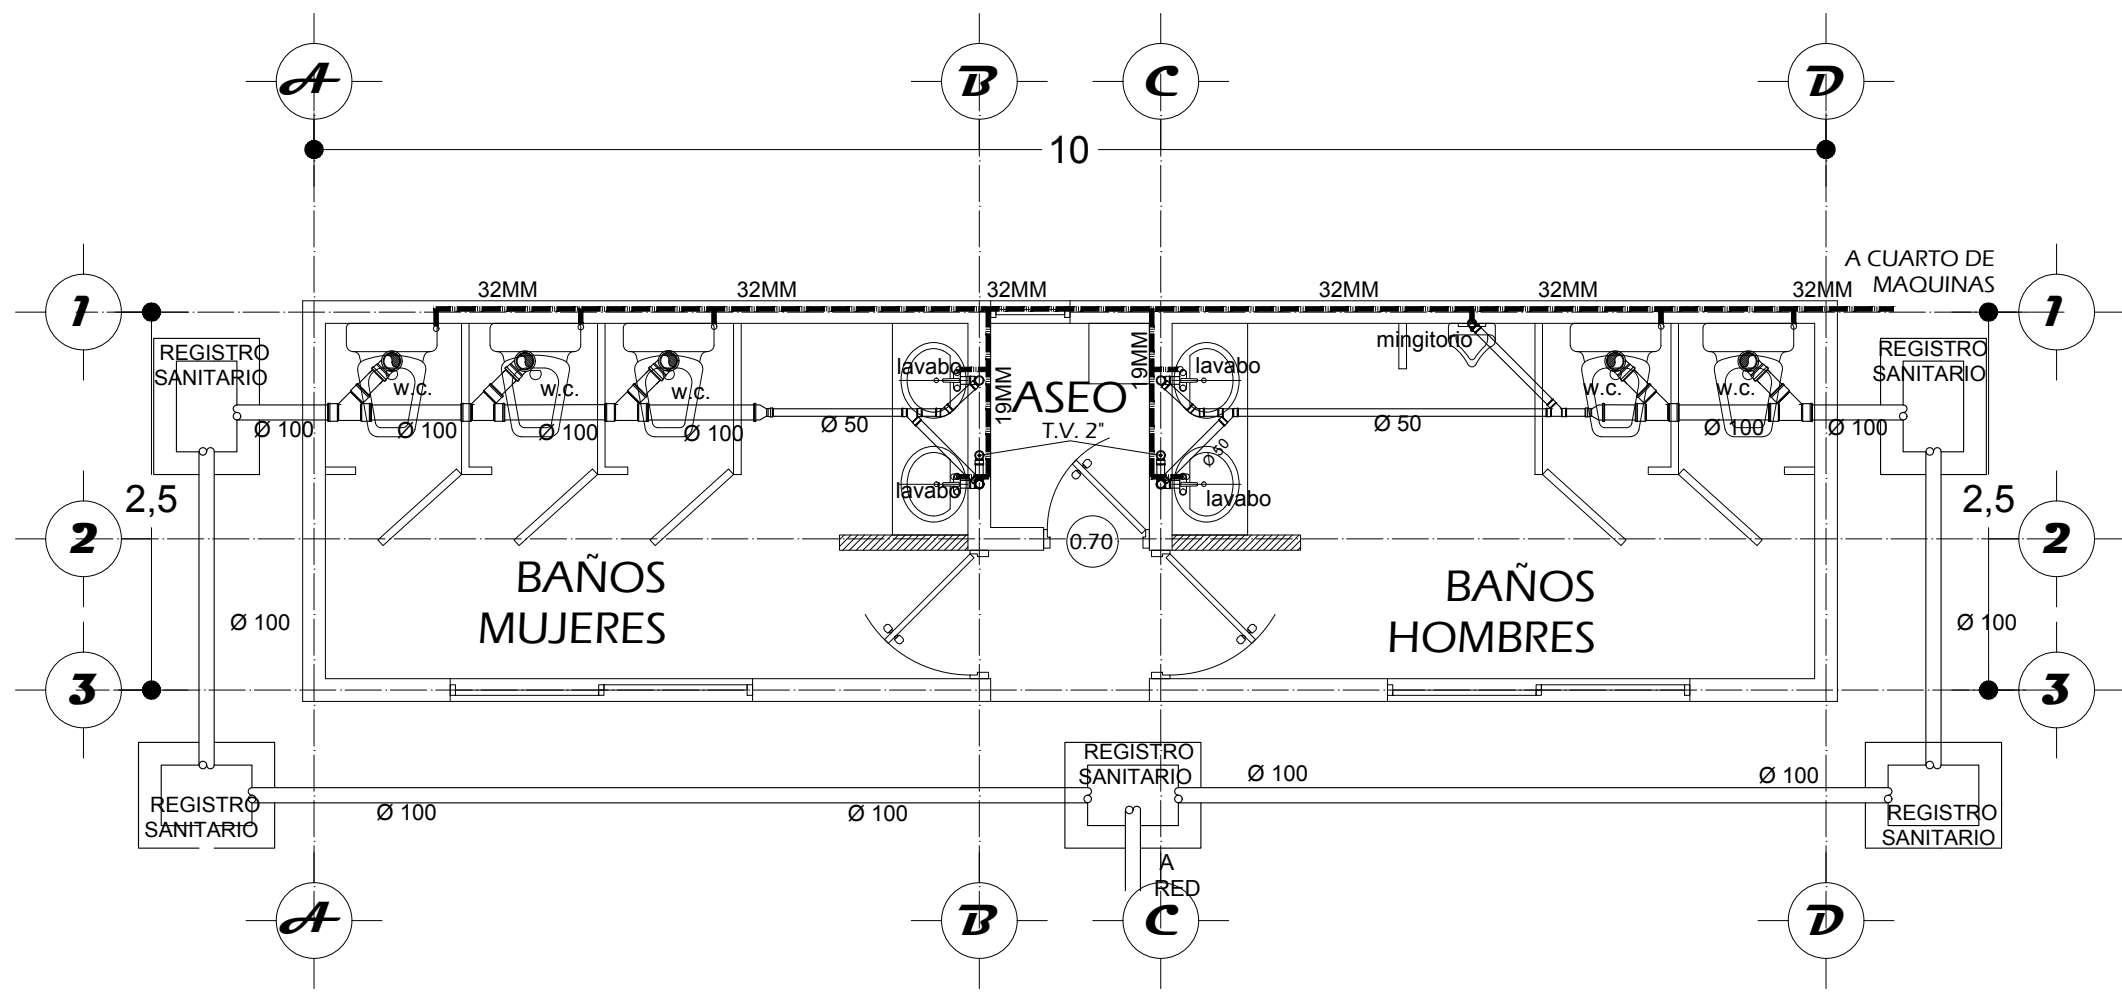 A B C D
10
A CUARTO DE
MAQUINAS
32MM 32MM 32MM 32MM 32MM 32MM
1 1
REGISTRO
SANITARIO
mingitorio
REGISTRO
SANITARIO
lavabo lavabo
w.c. w.c. w.c. w.c. w.c.
19MM 19MM
ASEO
T.V. 2"
Ø 100 Ø 100 Ø 100 Ø 100 Ø 50 Ø 50 Ø 100 Ø 100
Ø 50
lavabo lavabo
2,5 2,5
2 0.70 2
BAÑOS
MUJERES
BAÑOS
HOMBRES
Ø 100 Ø 100
3 3
REGISTRO
SANITARIO
Ø 100 Ø 100
REGISTRO
SANITARIO
Ø 100 Ø 100
REGISTRO
SANITARIO
A
RED
A B C D